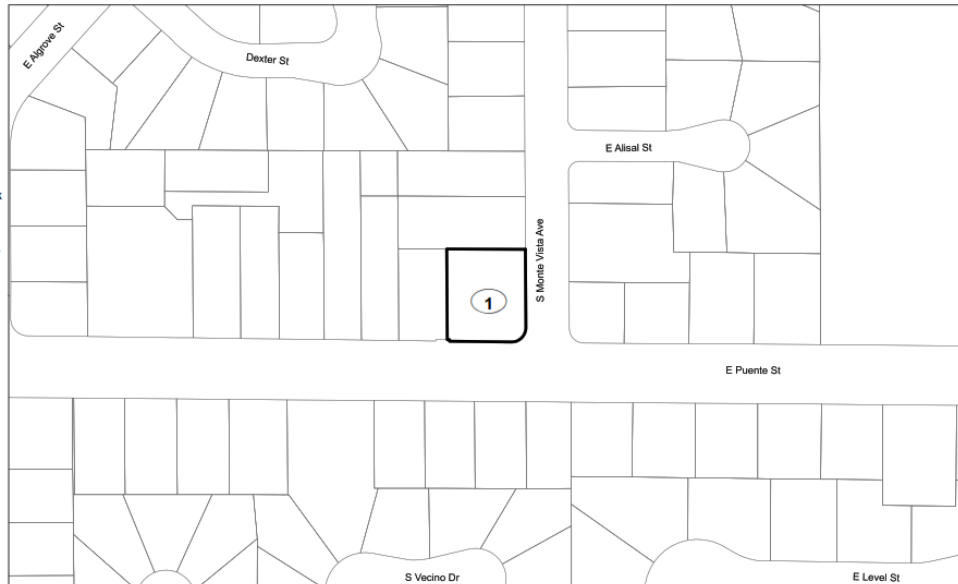 E Algrove St
Dexter St
E Alisal St
S Monte Vista Ave
1
E Puente St
S Vecino Dr
E Level St